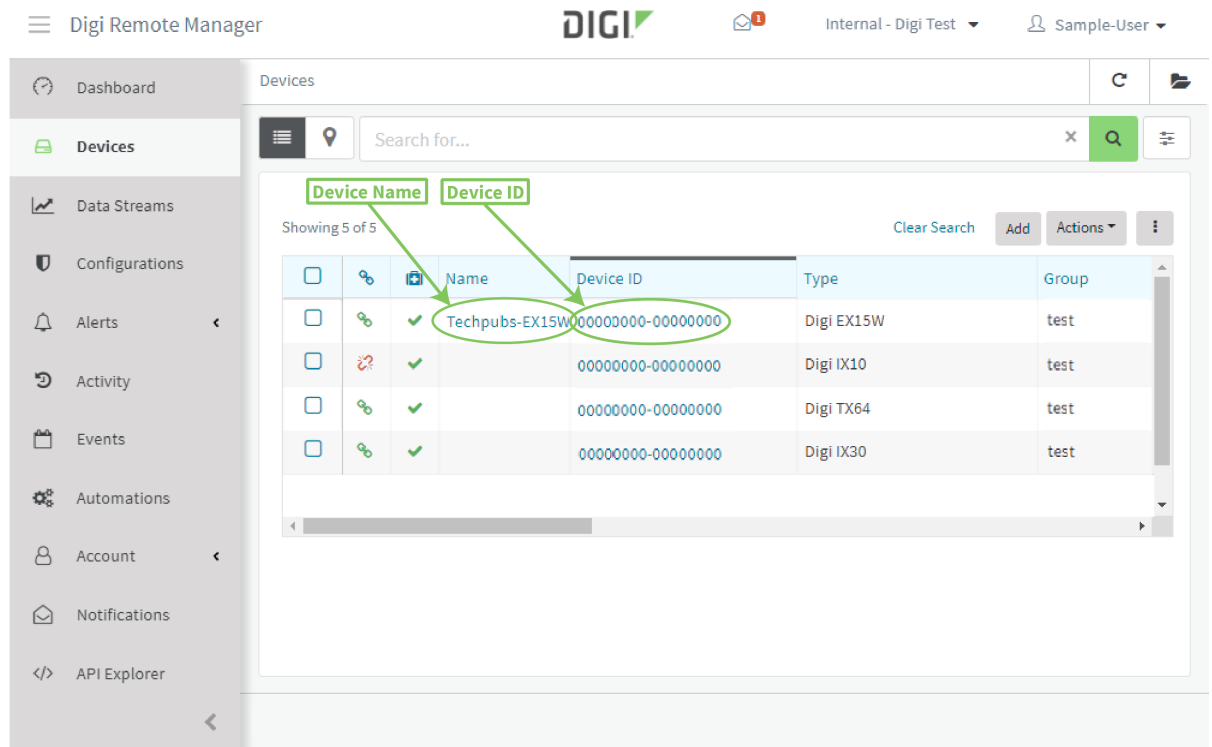 Digi Remote Manager
DIGI
1
Internal - Digi Test
Sample-User
Dashboard
Devices
Data Streams
Configurations
Alerts
Activity
Events
Automations
Account
Notifications
API Explorer
Devices
Search for...
Device Name Device ID
Showing 5 of 5
Clear Search
Add
Actions
Name Device ID Type Group
Techpubs-EX15W 00000000-00000000 Digi EX15W test
00000000-00000000 Digi IX10 test
00000000-00000000 Digi TX64 test
00000000-00000000 Digi IX30 test